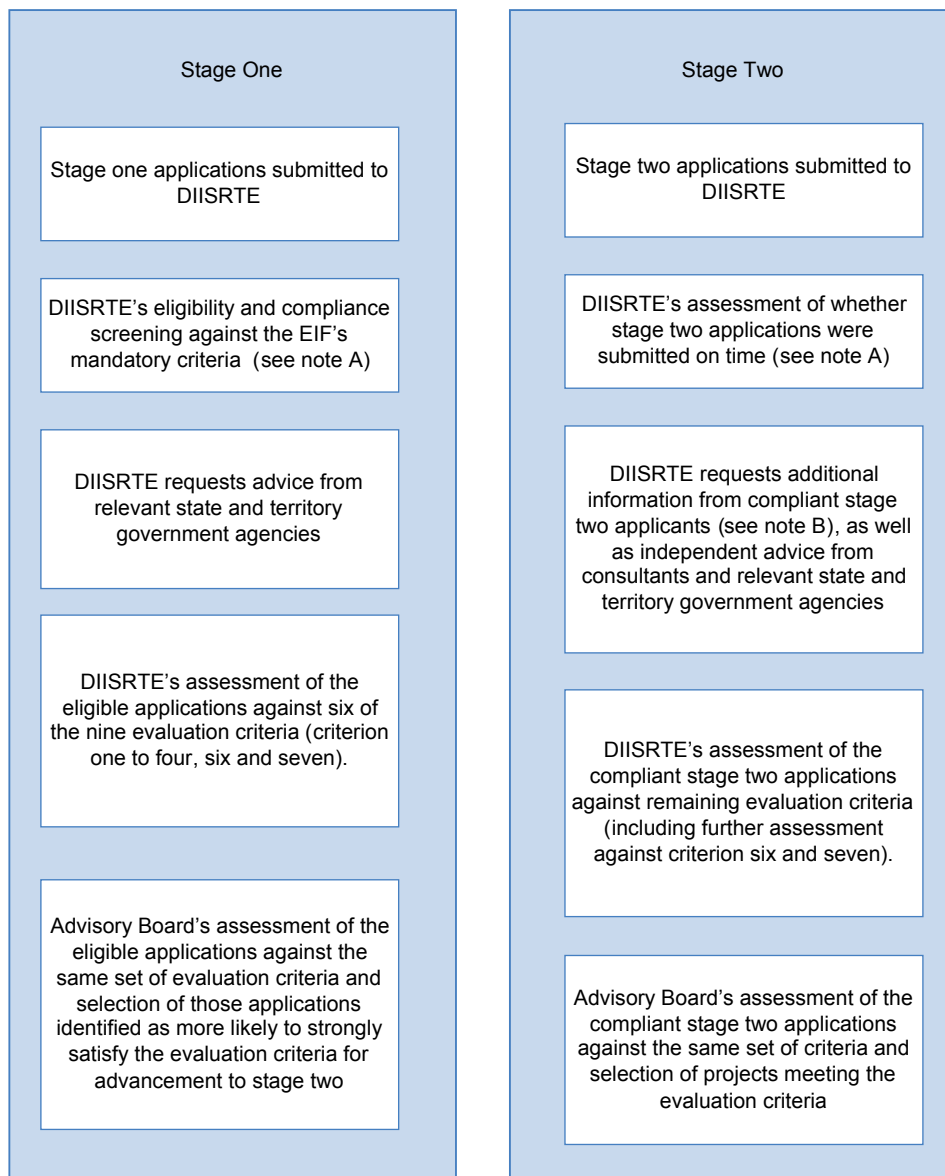 Stage One
Stage one applications submitted to
DIISRTE
DIISRTE’s eligibility and compliance
screening against the EIF’s
mandatory criteria  (see note A)
DIISRTE requests advice from
relevant state and territory
government agencies
DIISRTE’s assessment of the
eligible applications against six of
the nine evaluation criteria (criterion
one to four, six and seven).
Advisory Board’s assessment of the
eligible applications against the
same set of evaluation criteria and
selection of those applications
identified as more likely to strongly
satisfy the evaluation criteria for
advancement to stage two
Stage Two
Stage two applications submitted to
DIISRTE
DIISRTE’s assessment of whether
stage two applications were
submitted on time (see note A)
DIISRTE requests additional
information from compliant stage
two applicants (see note B), as well
as independent advice from
consultants and relevant state and
territory government agencies
DIISRTE’s assessment of the
compliant stage two applications
against remaining evaluation criteria
(including further assessment
against criterion six and seven).
Advisory Board’s assessment of the
compliant stage two applications
against the same set of criteria and
selection of projects meeting the
evaluation criteria